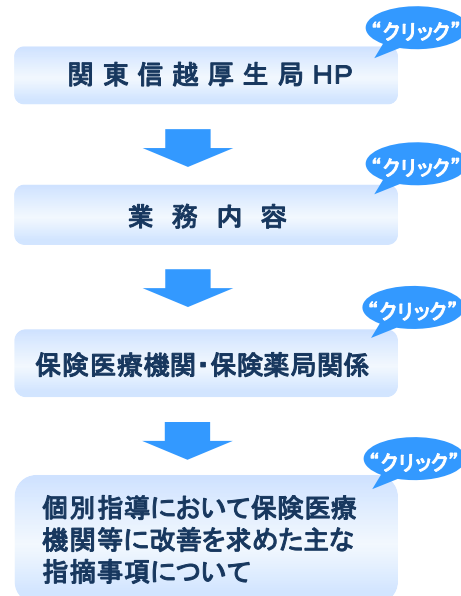 “クリック”
関東信越厚生局HP
“クリック”
業務内容
“クリック”
保険医療機関・保険薬局関係
“クリック”
個別指導において保険医療
機関等に改善を求めた主な
指摘事項について